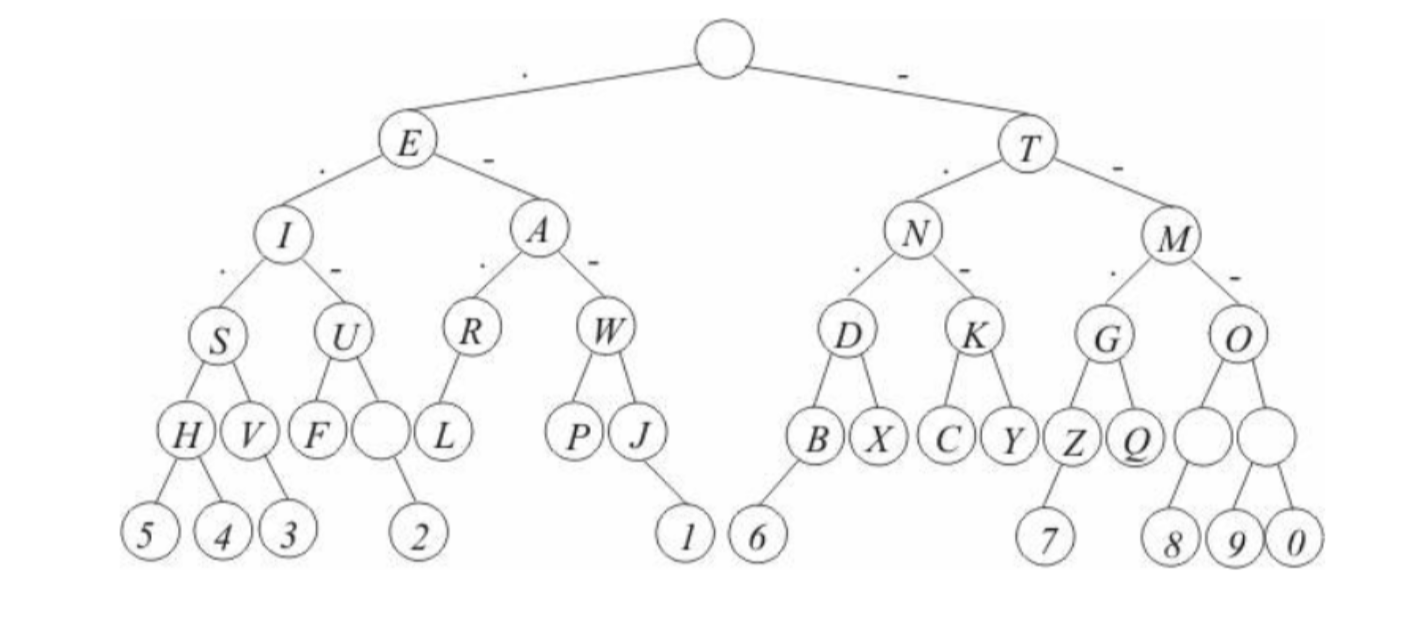 . -
E T
. - . -
I A N M
. - . - . - . -
S U R W D K G O
H V F L P J B X C Y Z Q
5 4 3 2 1 6 7 8 9 0